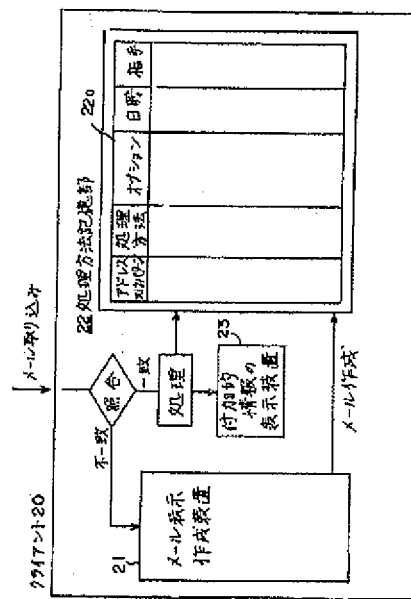 クライアント20
メール取り込み
照合
不一致
一致
処理
21
メール表示
作成装置
23
付加的
情報の
表示装置
メール作成
22 処理方法記憶部
220
アドレス
又はパターン
処理
方法
オプション
日時
相手